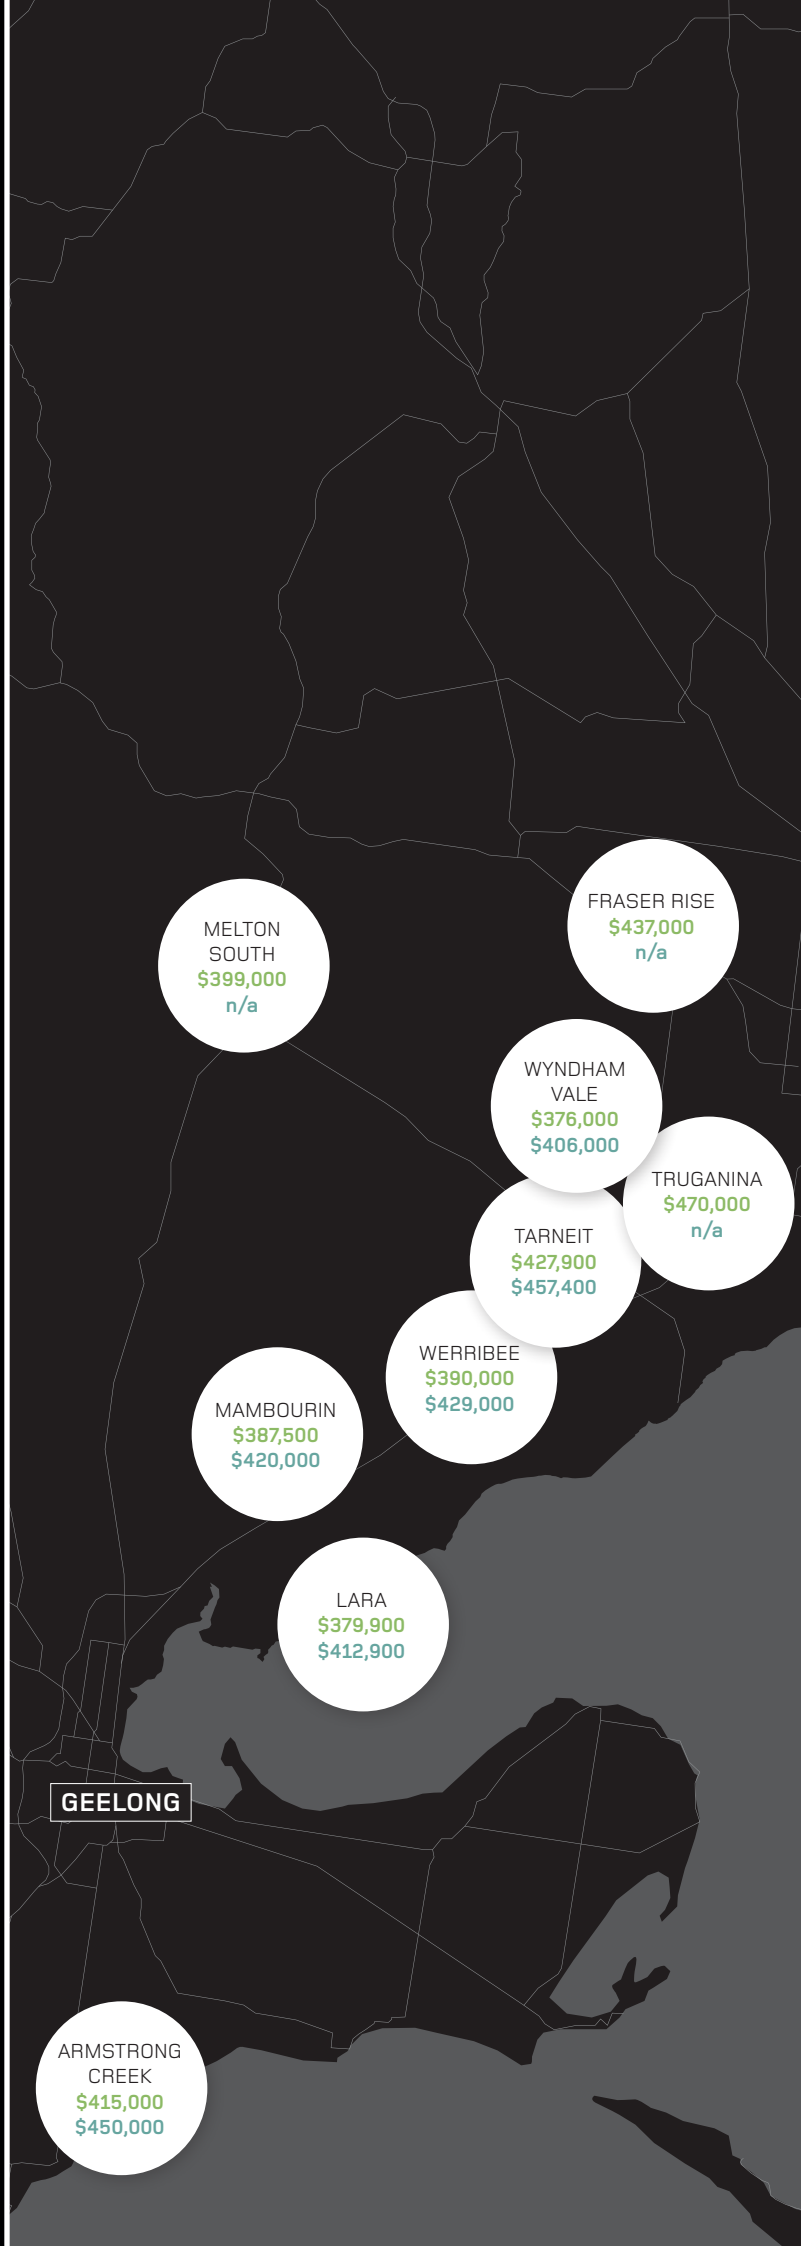 FRASER RISE
$437,000
n/a
MELTON
SOUTH
$399,000
n/a
WYNDHAM
VALE
$376,000
$406,000
TRUGANINA
$470,000
n/a
TARNEIT
$427,900
$457,400
WERRIBEE
$390,000
$429,000
MAMBOURIN
$387,500
$420,000
LARA
$379,900
$412,900
GEELONG
ARMSTRONG
CREEK
$415,000
$450,000